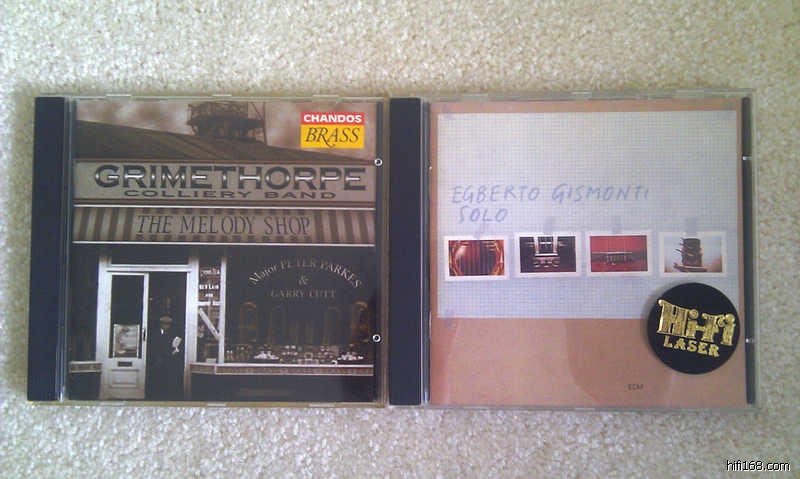 CHANDOS
BRASS
GRIMETHORPE
COLLIERY BAND
THE MELODY SHOP
Major PETER PARKES
&
GARRY CUTT
EGBERTO GISMONTI
SOLO
Hi-Fi
LASER
ECM
hifi168.com